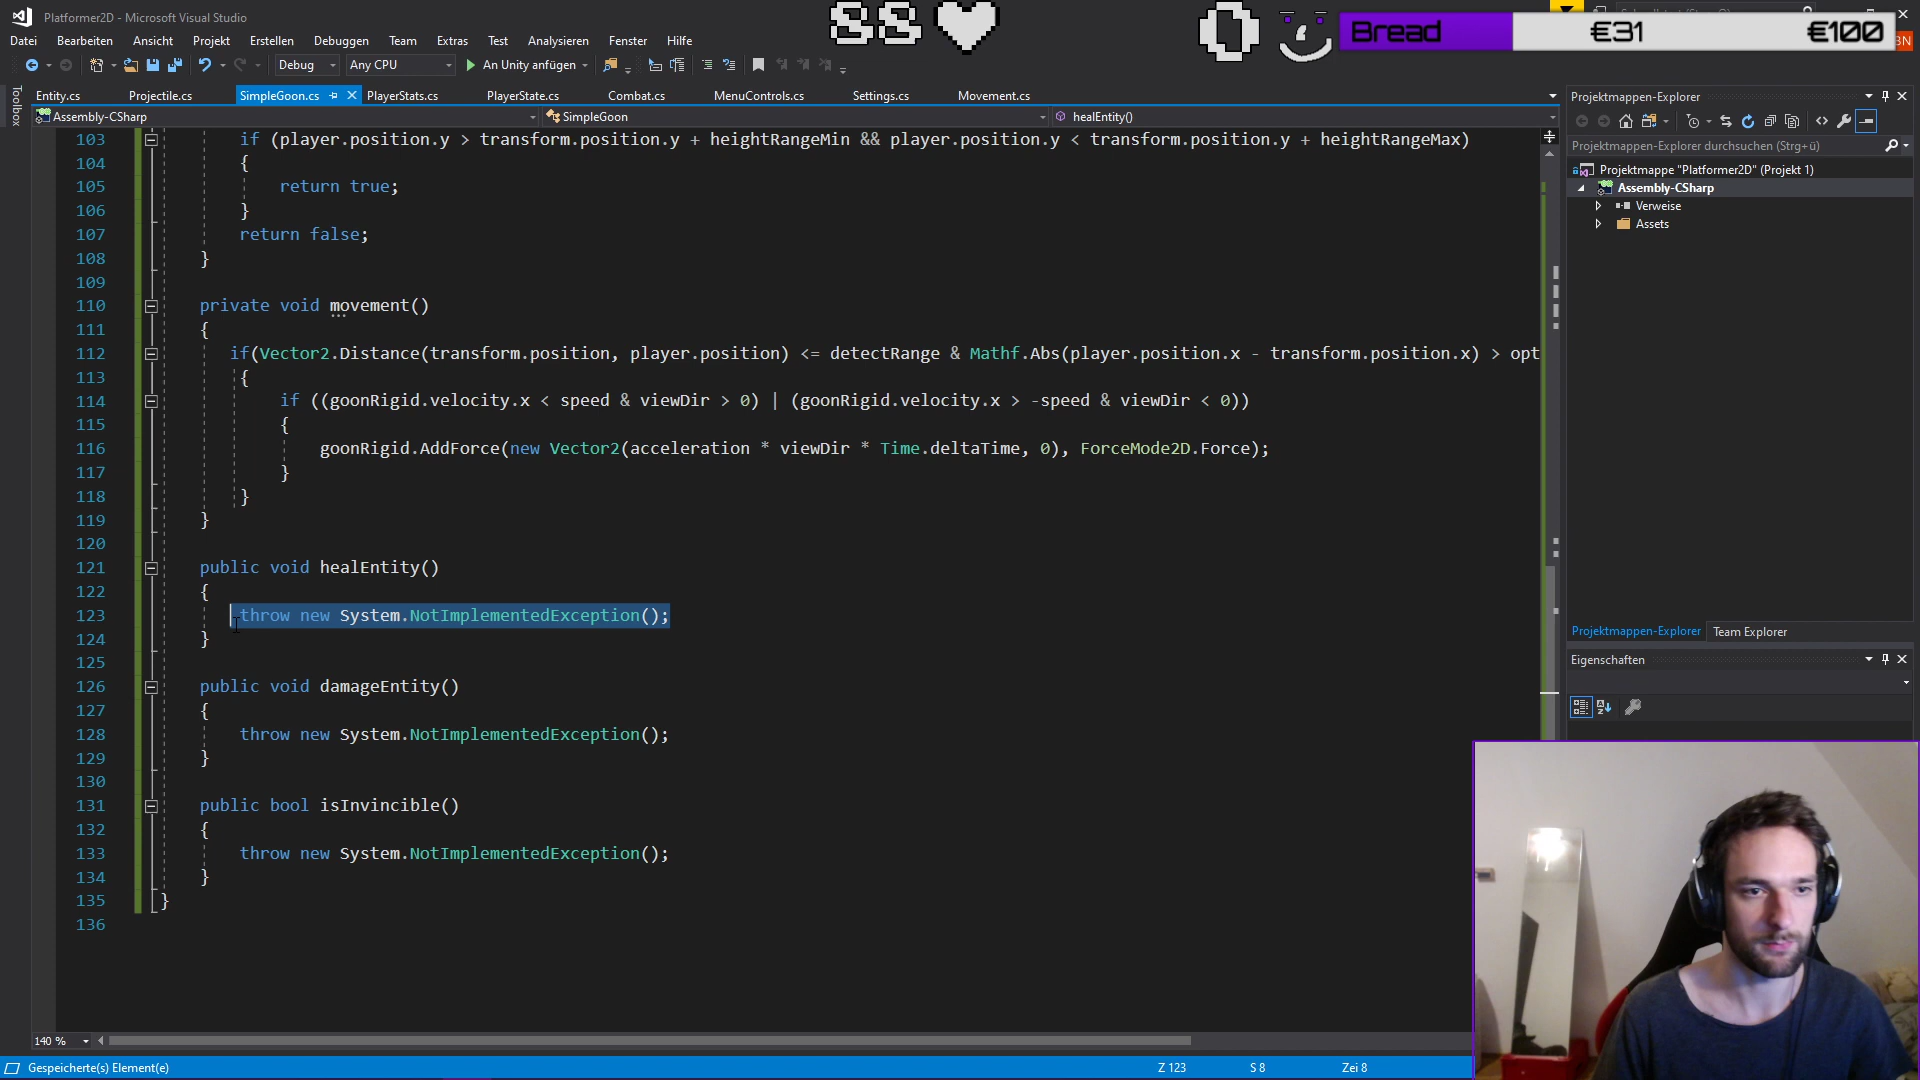 Platformer2D - Microsoft Visual Studio
SS
Bread €31 €100
Datei Bearbeiten Ansicht Projekt Erstellen Debuggen Team Extras Test Analysieren Fenster Hilfe
Debug Any CPU An Unity anfügen
Toolbox
Entity.cs Projectile.cs SimpleGoon.cs PlayerStats.cs PlayerState.cs Combat.cs MenuControls.cs Settings.cs Movement.cs
Assembly-CSharp SimpleGoon healEntity()
103 if (player.position.y > transform.position.y + heightRangeMin && player.position.y < transform.position.y + heightRangeMax)
104 {
105 return true;
106 }
107 return false;
108 }
109
110 private void movement()
111 {
112 if(Vector2.Distance(transform.position, player.position) <= detectRange & Mathf.Abs(player.position.x - transform.position.x) > opt
113 {
114 if ((goonRigid.velocity.x < speed & viewDir > 0) | (goonRigid.velocity.x > -speed & viewDir < 0))
115 {
116 goonRigid.AddForce(new Vector2(acceleration * viewDir * Time.deltaTime, 0), ForceMode2D.Force);
117 }
118 }
119 }
120
121 public void healEntity()
122 {
123 throw new System.NotImplementedException();
124 }
125
126 public void damageEntity()
127 {
128 throw new System.NotImplementedException();
129 }
130
131 public bool isInvincible()
132 {
133 throw new System.NotImplementedException();
134 }
135 }
136
140 %
Gespeicherte(s) Element(e) Z 123 S 8 Zei 8
Projektmappen-Explorer
Projektmappen-Explorer durchsuchen (Strg+ü)
Projektmappe "Platformer2D" (Projekt 1)
Assembly-CSharp
Verweise
Assets
Projektmappen-Explorer Team Explorer
Eigenschaften